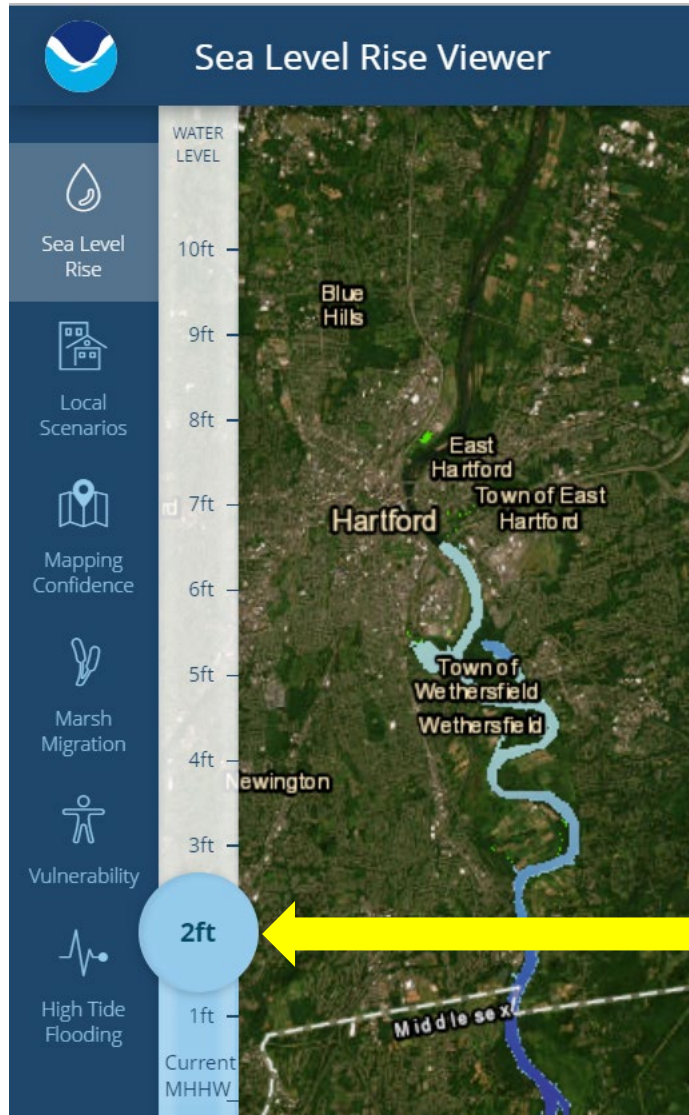 Sea Level Rise Viewer
Sea Level
Rise
Local
Scenarios
Mapping
Confidence
Marsh
Migration
Vulnerability
High Tide
Flooding
WATER
LEVEL
10ft
9ft
8ft
7ft
6ft
5ft
4ft
3ft
2ft
1ft
Current
MHHW
Blue
Hills
East
Hartford
Town of East
Hartford
Hartford
rd
Town of
Wethersfield
Wethersfield
Newington
Middlesex